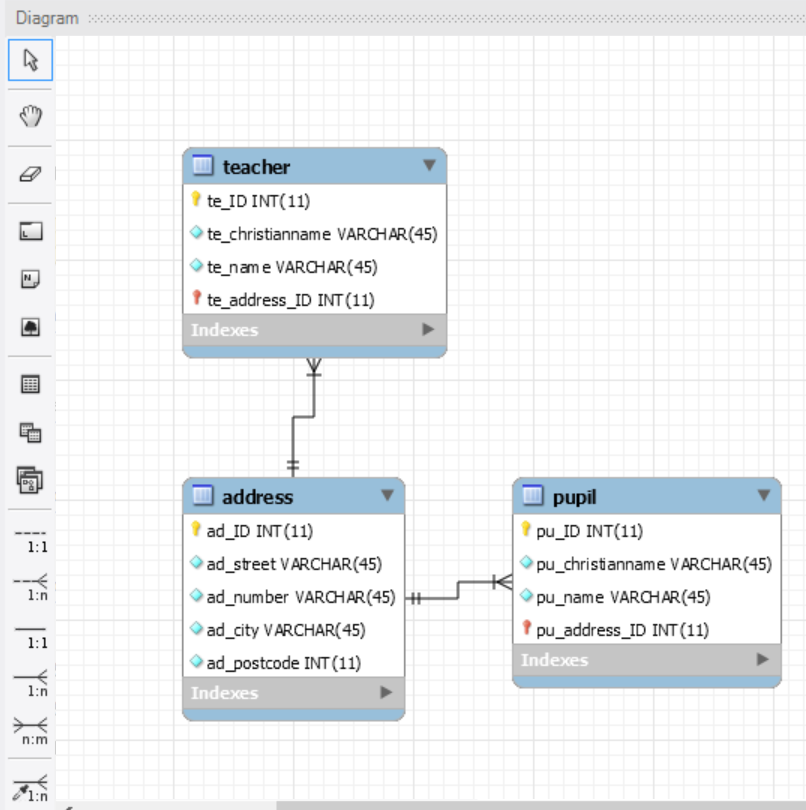 Diagram
teacher
te_ID INT(11)
te_christianname VARCHAR(45)
te_name VARCHAR(45)
te_address_ID INT(11)
Indexes
address
ad_ID INT(11)
ad_street VARCHAR(45)
ad_number VARCHAR(45)
ad_city VARCHAR(45)
ad_postcode INT(11)
Indexes
pupil
pu_ID INT(11)
pu_christianname VARCHAR(45)
pu_name VARCHAR(45)
pu_address_ID INT(11)
Indexes
1:1
1:n
1:1
1:n
n:m
1:n